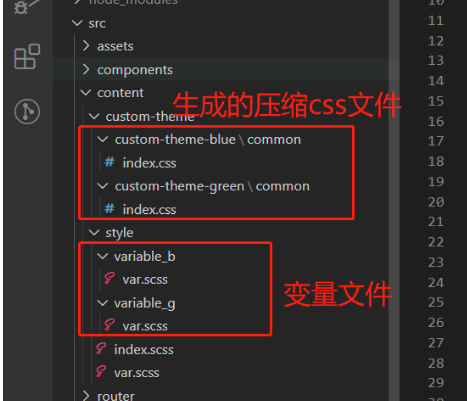 node_modules
src
assets
components
content
生成的压缩css文件
custom-theme
custom-theme-blue \ common
# index.css
custom-theme-green \ common
# index.css
style
variable_b
var.scss
变量文件
variable_g
var.scss
index.scss
var.scss
router
11
12
13
14
15
16
17
18
19
20
21
22
23
24
25
26
27
28
29